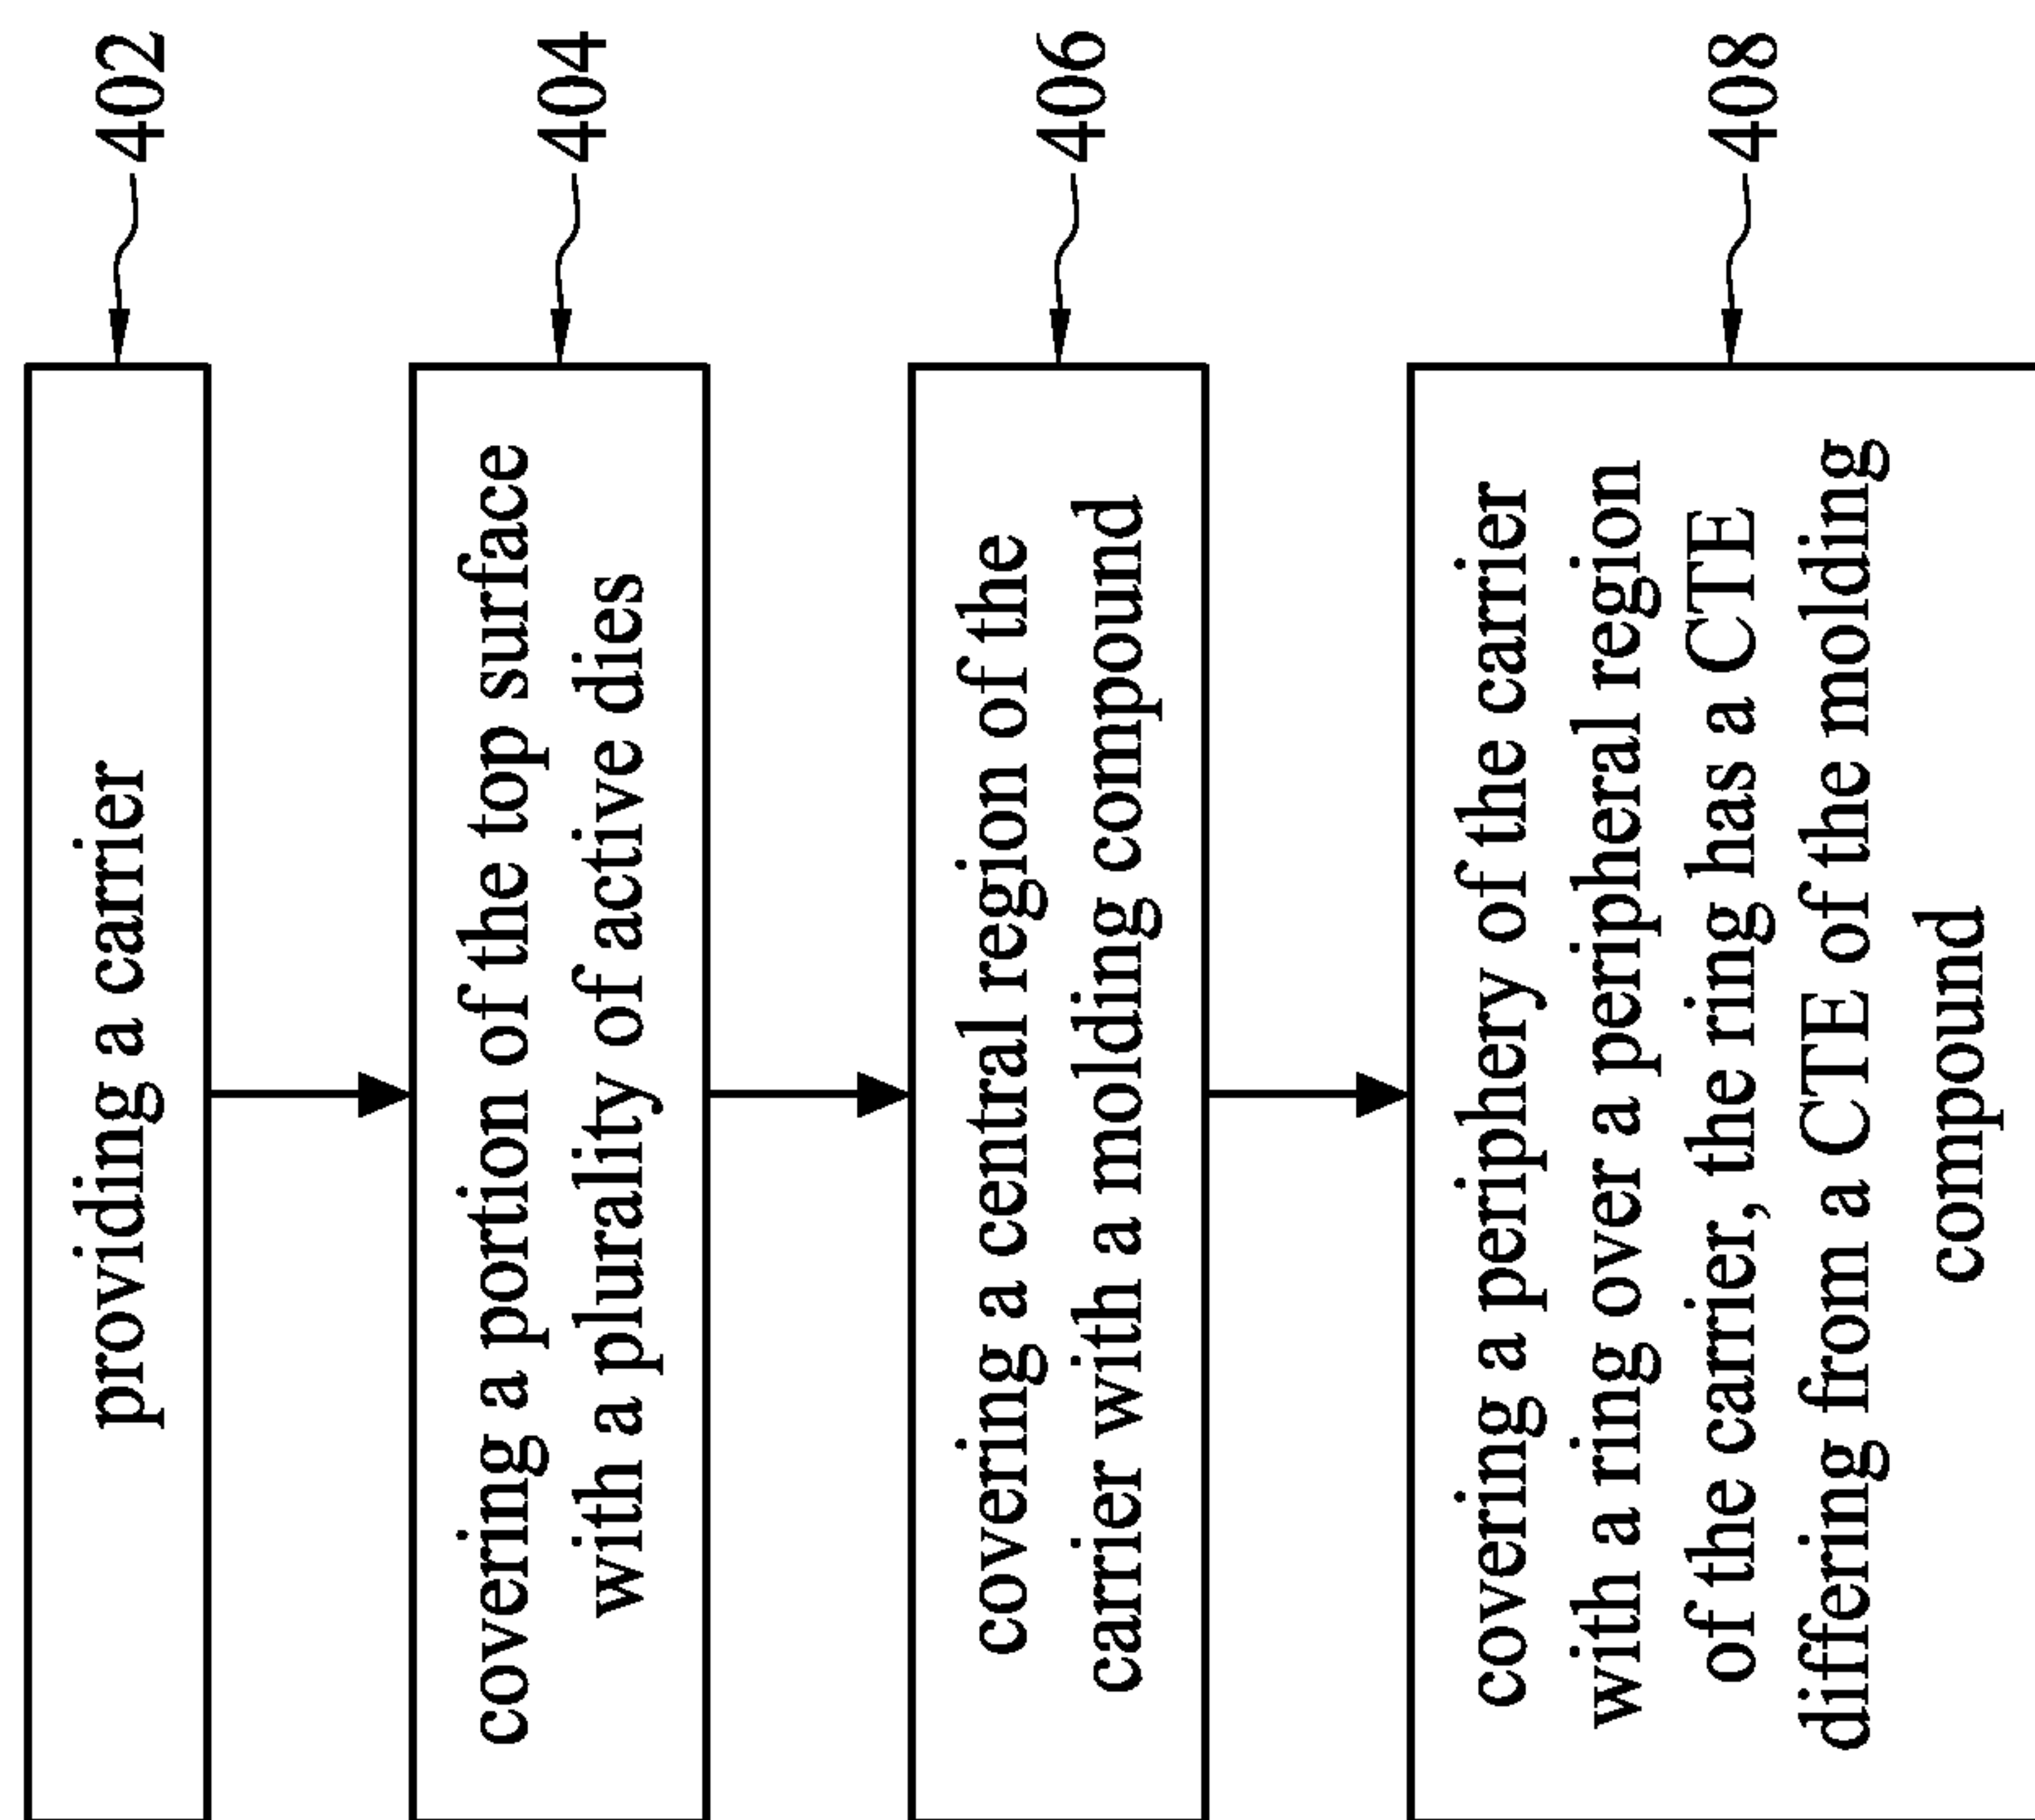 providing a carrier
402
covering a portion of the top surface
with a plurality of active dies
404
covering a central region of the
carrier with a molding compound
406
covering a periphery of the carrier
with a ring over a peripheral region
of the carrier, the ring has a CTE
differing from a CTE of the molding
compound
408